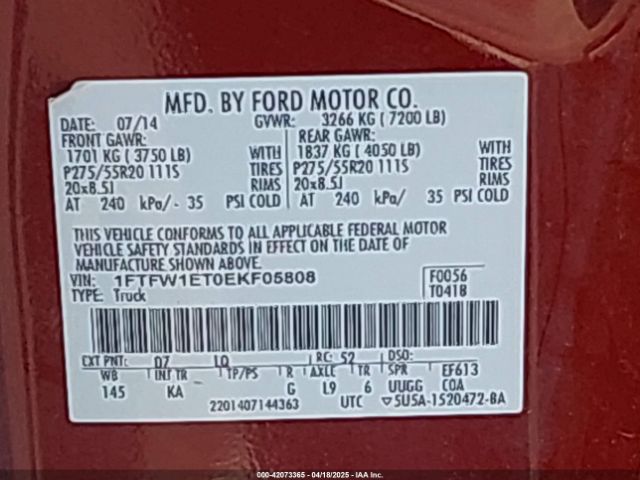 MFD. BY FORD MOTOR CO.
DATE: 07/14 GVWR: 3266 KG ( 7200 LB)
FRONT GAWR: REAR GAWR:
1701 KG ( 3750 LB) WITH 1837 KG ( 4050 LB) WITH
P275/55R20 111S TIRES P275/55R20 111S TIRES
20x8.5J RIMS 20x8.5J RIMS
AT 240 kPa/- 35 PSI COLD AT 240 kPa/ 35 PSI COLD
THIS VEHICLE CONFORMS TO ALL APPLICABLE FEDERAL MOTOR
VEHICLE SAFETY STANDARDS IN EFFECT ON THE DATE OF
MANUFACTURE SHOWN ABOVE.
VIN: 1FTFW1ET0EKF05808 F0056
TYPE: Truck T041B
EXT PNT: D7 LQ RC: 52 DSO:
WB INT TR TP/PS R AXLE TR SPR EF613
145 KA G L9 6 UUGG COA
2201407144363 UTC ▽5U5A-1520472-BA
000-42073365 - 04/18/2025 - IAAI Inc.